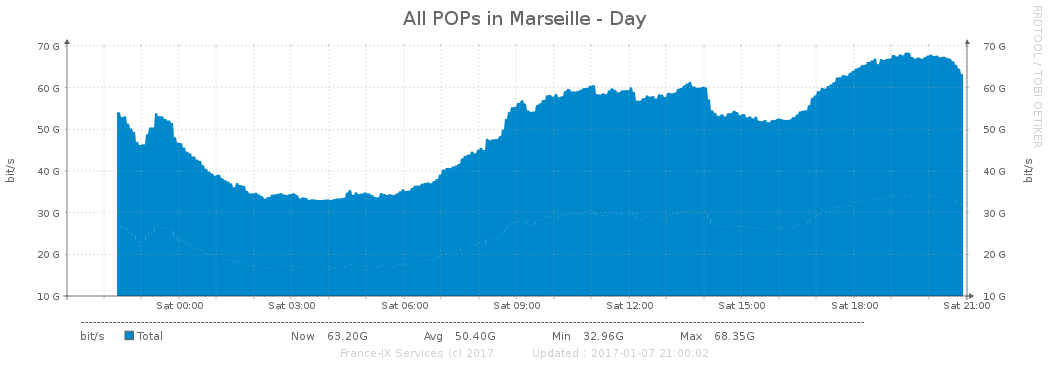 All POPs in Marseille - Day
RRDTOOL / TOBI OETIKER
70 G 70 G
60 G 60 G
50 G 50 G
40 G 40 G
30 G 30 G
20 G 20 G
10 G 10 G
bit/s
bit/s
Sat 00:00 Sat 03:00 Sat 06:00 Sat 09:00 Sat 12:00 Sat 15:00 Sat 18:00 Sat 21:00
bit/s Total Now 63.20G Avg 50.40G Min 32.96G Max 68.35G
France-IX Services (c) 2017 Updated : 2017-01-07 21:00:02